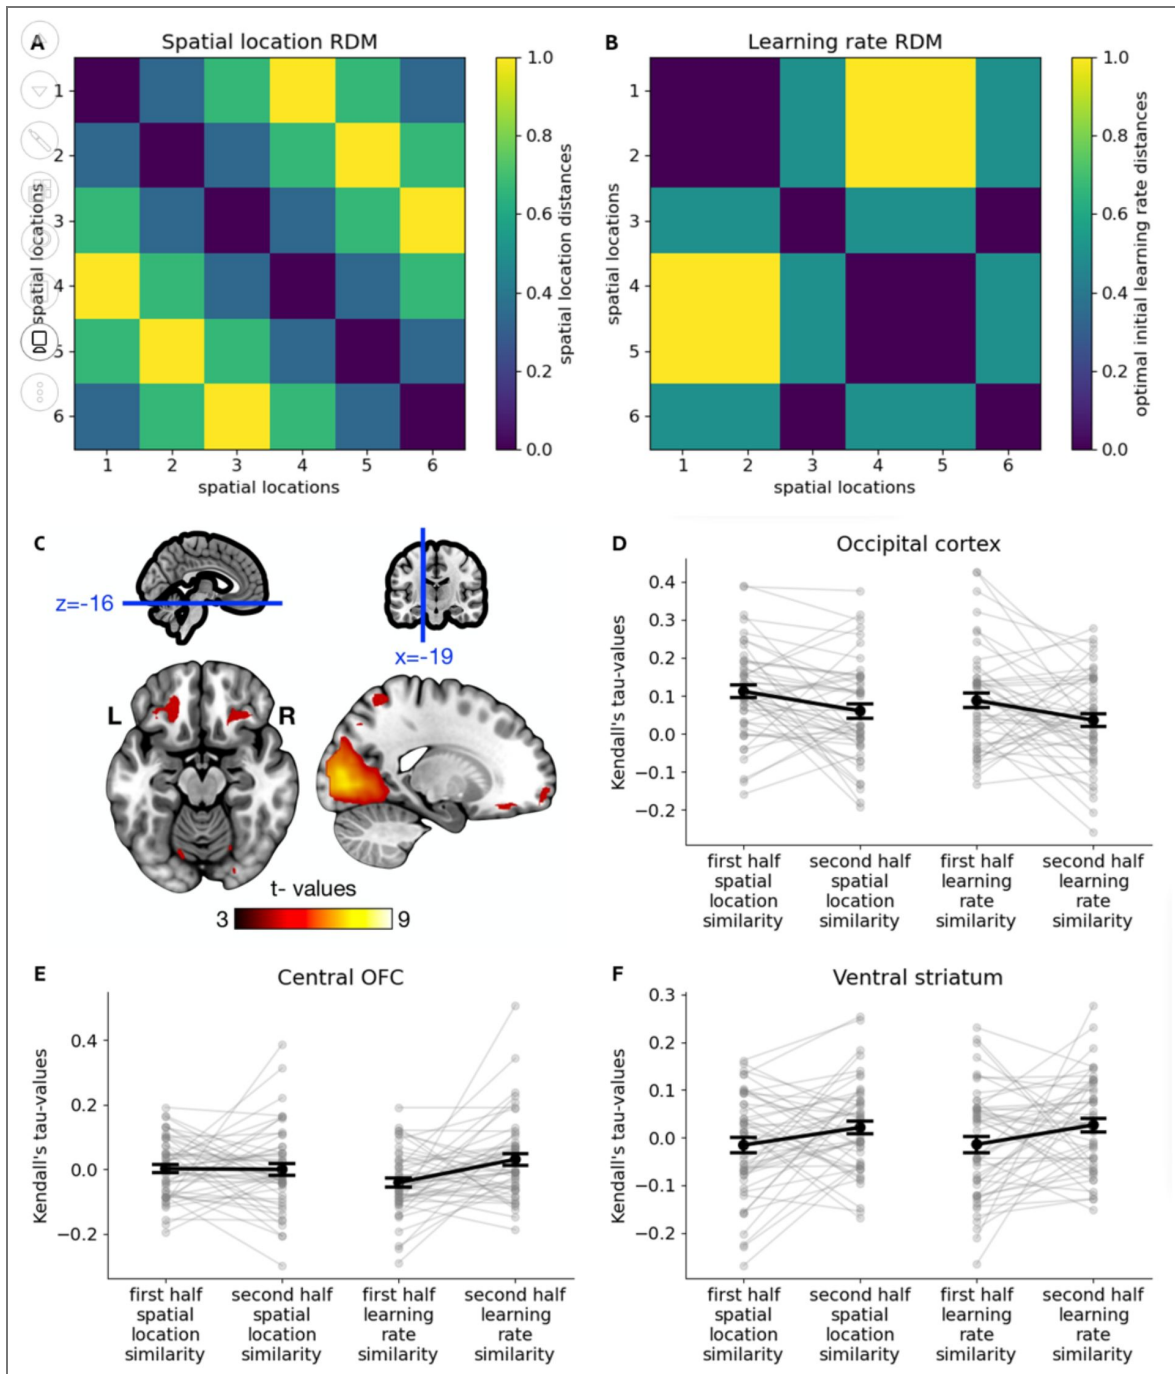 A
Spatial location RDM
1
2
3
4
5
6
1 2 3 4 5 6
spatial locations
spatial locations
1.0
0.8
0.6
0.4
0.2
0.0
spatial location distances
B
Learning rate RDM
1
2
3
4
5
6
1 2 3 4 5 6
spatial locations
spatial locations
1.0
0.8
0.6
0.4
0.2
0.0
optimal initial learning rate distances
C
z=-16
x=-19
L
R
t- values
3
9
D
Occipital cortex
Kendall's tau-values
0.4
0.3
0.2
0.1
0.0
−0.1
−0.2
first half spatial location similarity
second half spatial location similarity
first half learning rate similarity
second half learning rate similarity
E
Central OFC
Kendall's tau-values
0.4
0.2
0.0
−0.2
first half spatial location similarity
second half spatial location similarity
first half learning rate similarity
second half learning rate similarity
F
Ventral striatum
Kendall's tau-values
0.3
0.2
0.1
0.0
−0.1
−0.2
first half spatial location similarity
second half spatial location similarity
first half learning rate similarity
second half learning rate similarity